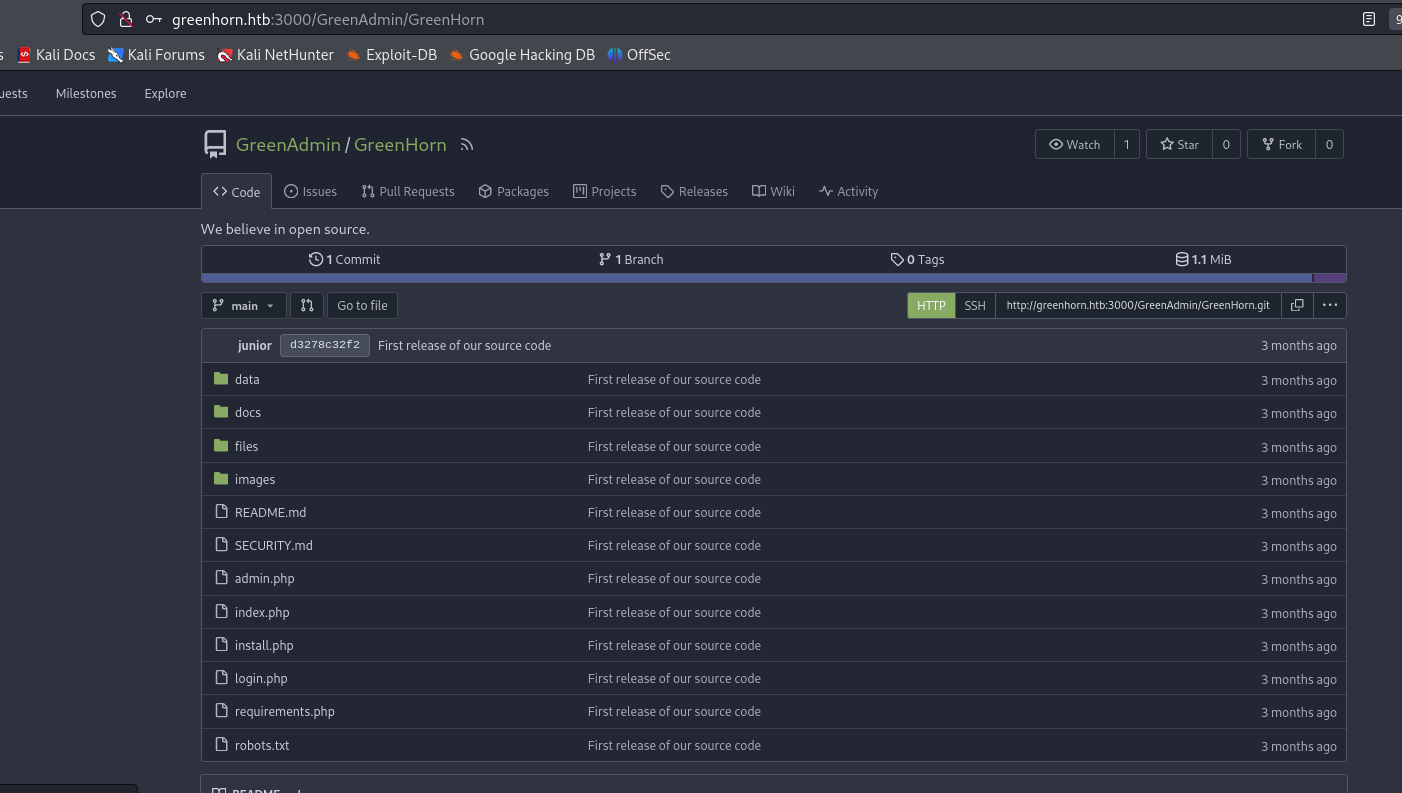 greenhorn.htb:3000/GreenAdmin/GreenHorn
s Kali Docs Kali Forums Kali NetHunter Exploit-DB Google Hacking DB OffSec
uests Milestones Explore
GreenAdmin / GreenHorn
Watch 1 Star 0 Fork 0
Code Issues Pull Requests Packages Projects Releases Wiki Activity
We believe in open source.
1 Commit 1 Branch 0 Tags 1.1 MiB
main Go to file HTTP SSH http://greenhorn.htb:3000/GreenAdmin/GreenHorn.git
junior d3278c32f2 First release of our source code 3 months ago
data First release of our source code 3 months ago
docs First release of our source code 3 months ago
files First release of our source code 3 months ago
images First release of our source code 3 months ago
README.md First release of our source code 3 months ago
SECURITY.md First release of our source code 3 months ago
admin.php First release of our source code 3 months ago
index.php First release of our source code 3 months ago
install.php First release of our source code 3 months ago
login.php First release of our source code 3 months ago
requirements.php First release of our source code 3 months ago
robots.txt First release of our source code 3 months ago